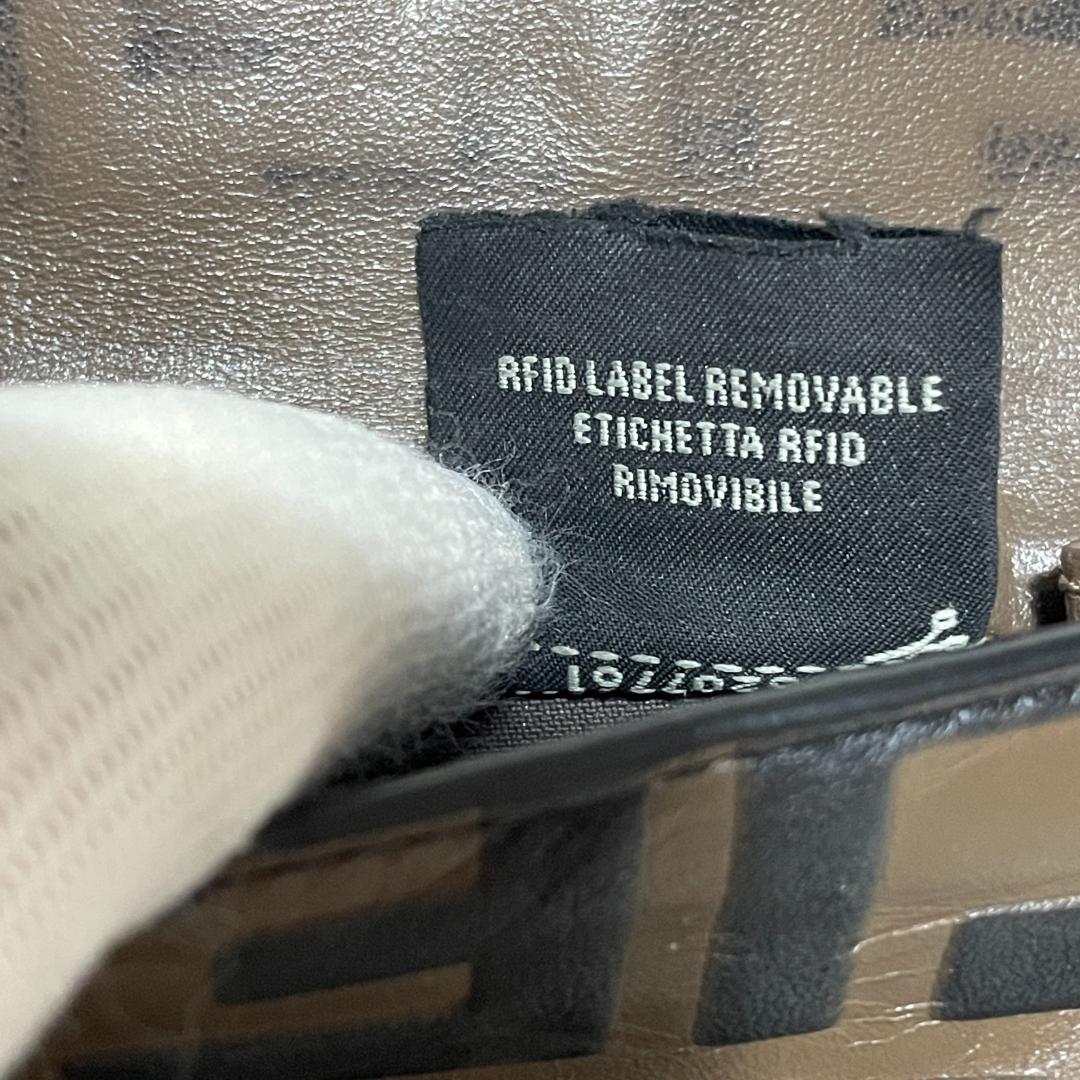 RFID LABEL REMOVABLE
ETICHETTA RFID
RIMOVIBILE